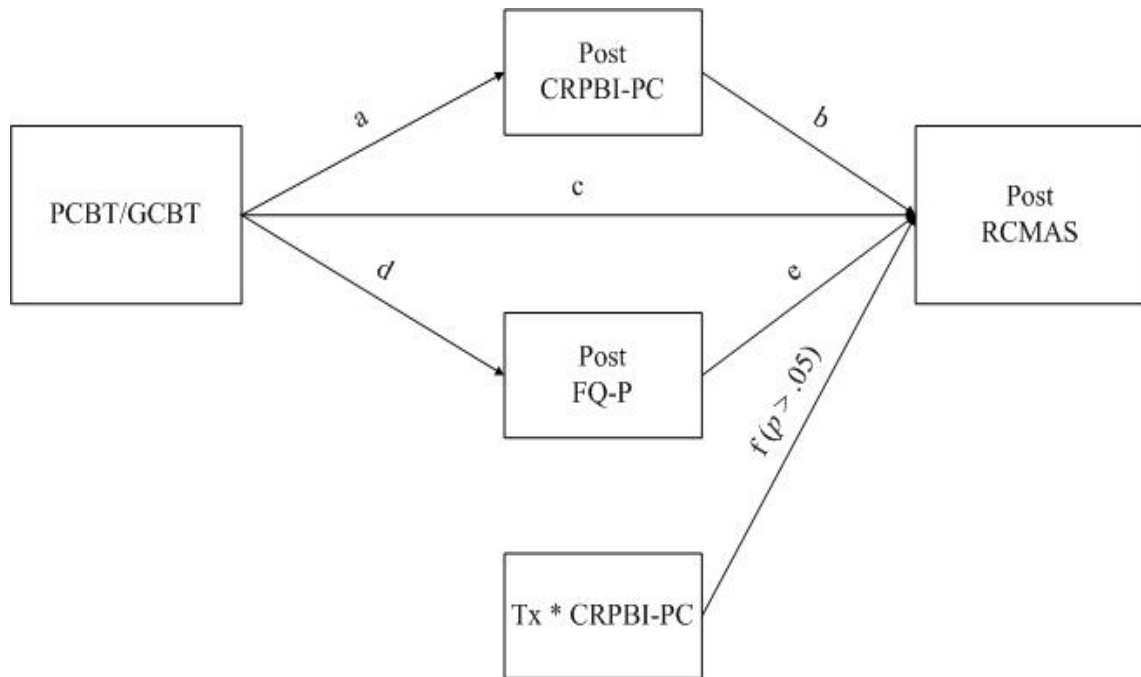 Post
CRPBI-PC
a
b
PCBT/GCBT
c
Post
RCMAS
d
e
Post
FQ-P
f (p > .05)
Tx * CRPBI-PC